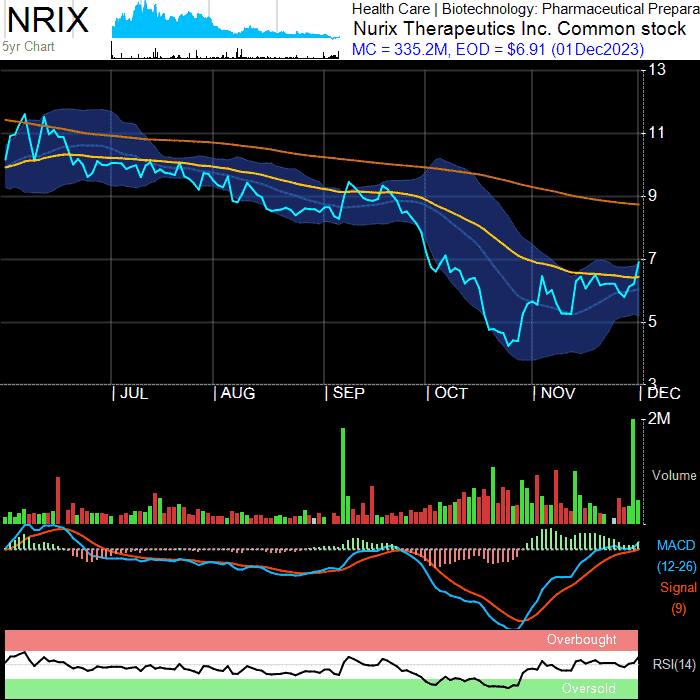 NRIX
5yr Chart
Health Care | Biotechnology: Pharmaceutical Prepara
Nurix Therapeutics Inc. Common stock
MC = 335.2M, EOD = $6.91 (01Dec2023)
13
11
9
7
5
3
JUL
AUG
SEP
OCT
NOV
DEC
2M
Volume
MACD
(12-26)
Signal
(9)
Overbought
RSI(14)
Oversold